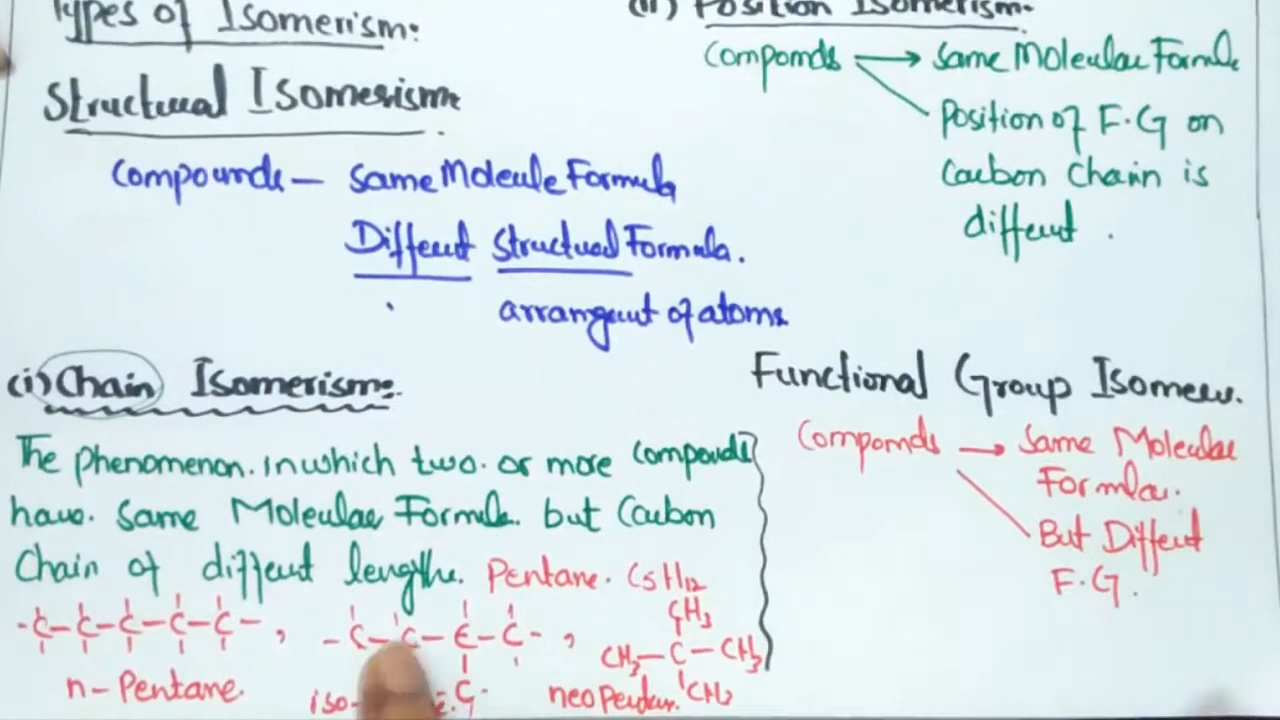 Types of Isomerism:
Structural Isomerism
Compounds – Same Molecule Formula
Different Structural Formula.
arrangement of atoms
(i) Chain Isomerism:
The phenomenon. in which two. or more compounds
have. Same Molecular Formula. but Carbon
Chain of different lengths. Pentane. C5H12
-C-C-C-C-C- , -C-C-C-C- , CH3
CH3-C-CH3
C CH3
n-Pentane. iso- neopentan.
(ii) Position Isomerism.
Compounds → Same Molecular Formula
Position of F.G on
Carbon Chain is
different .
Functional Group Isomer.
Compounds → Same Molecular
Formula.
But Different
F.G.